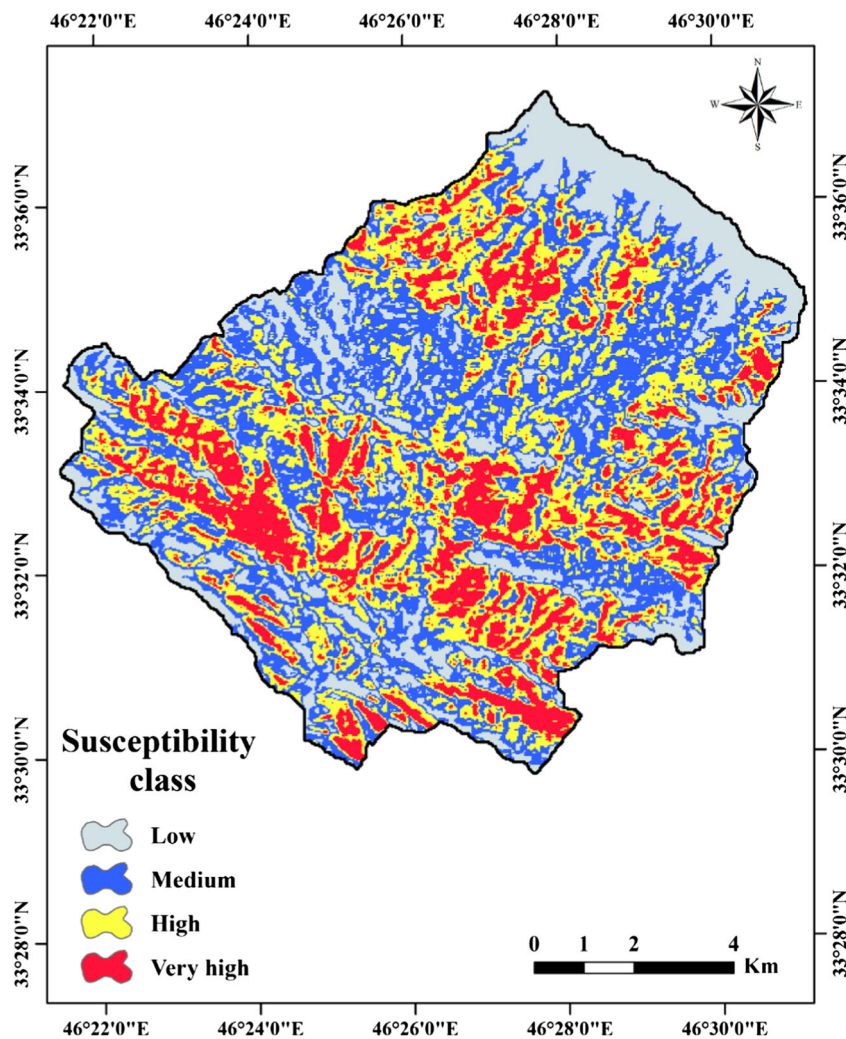 46°22'0"E 46°24'0"E 46°26'0"E 46°28'0"E 46°30'0"E
N
W E
S
33°36'0"N 33°36'0"N
33°34'0"N 33°34'0"N
33°32'0"N 33°32'0"N
33°30'0"N 33°30'0"N
33°28'0"N 33°28'0"N
Susceptibility
class
Low
Medium
High
Very high
0 1 2 4
Km
46°22'0"E 46°24'0"E 46°26'0"E 46°28'0"E 46°30'0"E